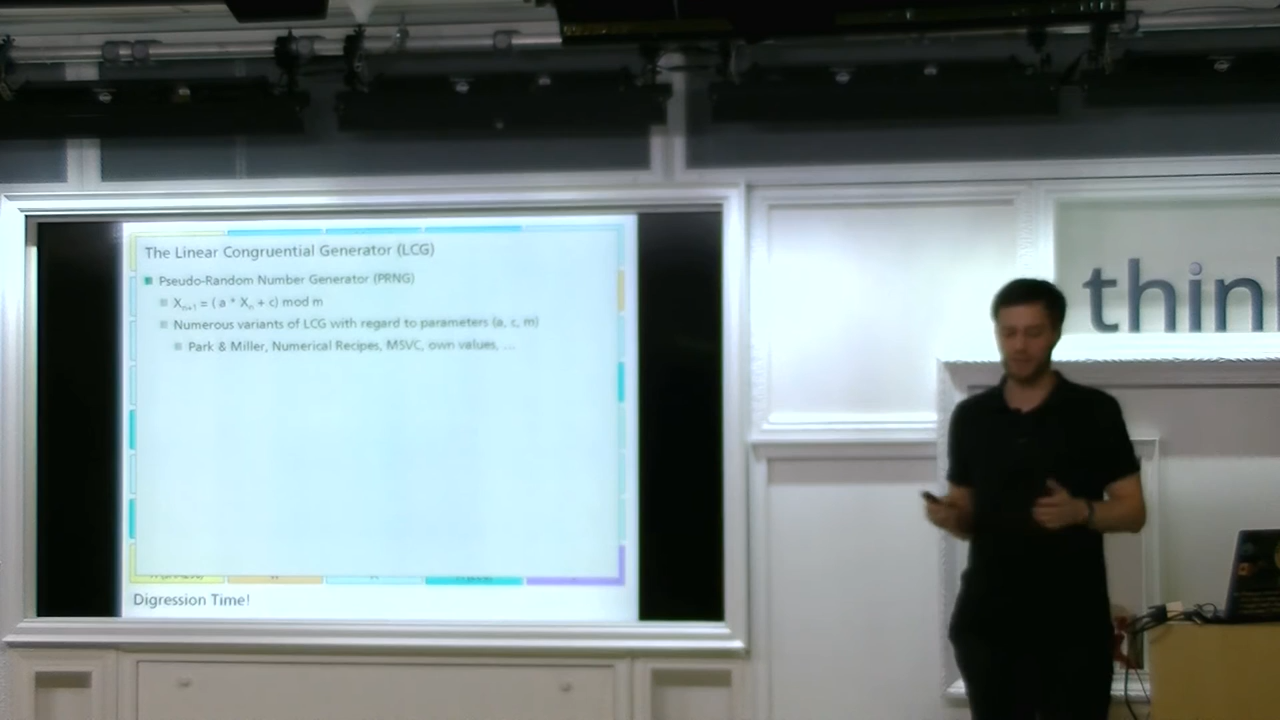 The Linear Congruential Generator (LCG)
Pseudo-Random Number Generator (PRNG)
Xn+1 = ( a * Xn + c) mod m
Numerous variants of LCG with regard to parameters (a, c, m)
Park & Miller, Numerical Recipes, MSVC, own values, ...
Digression Time!
thin